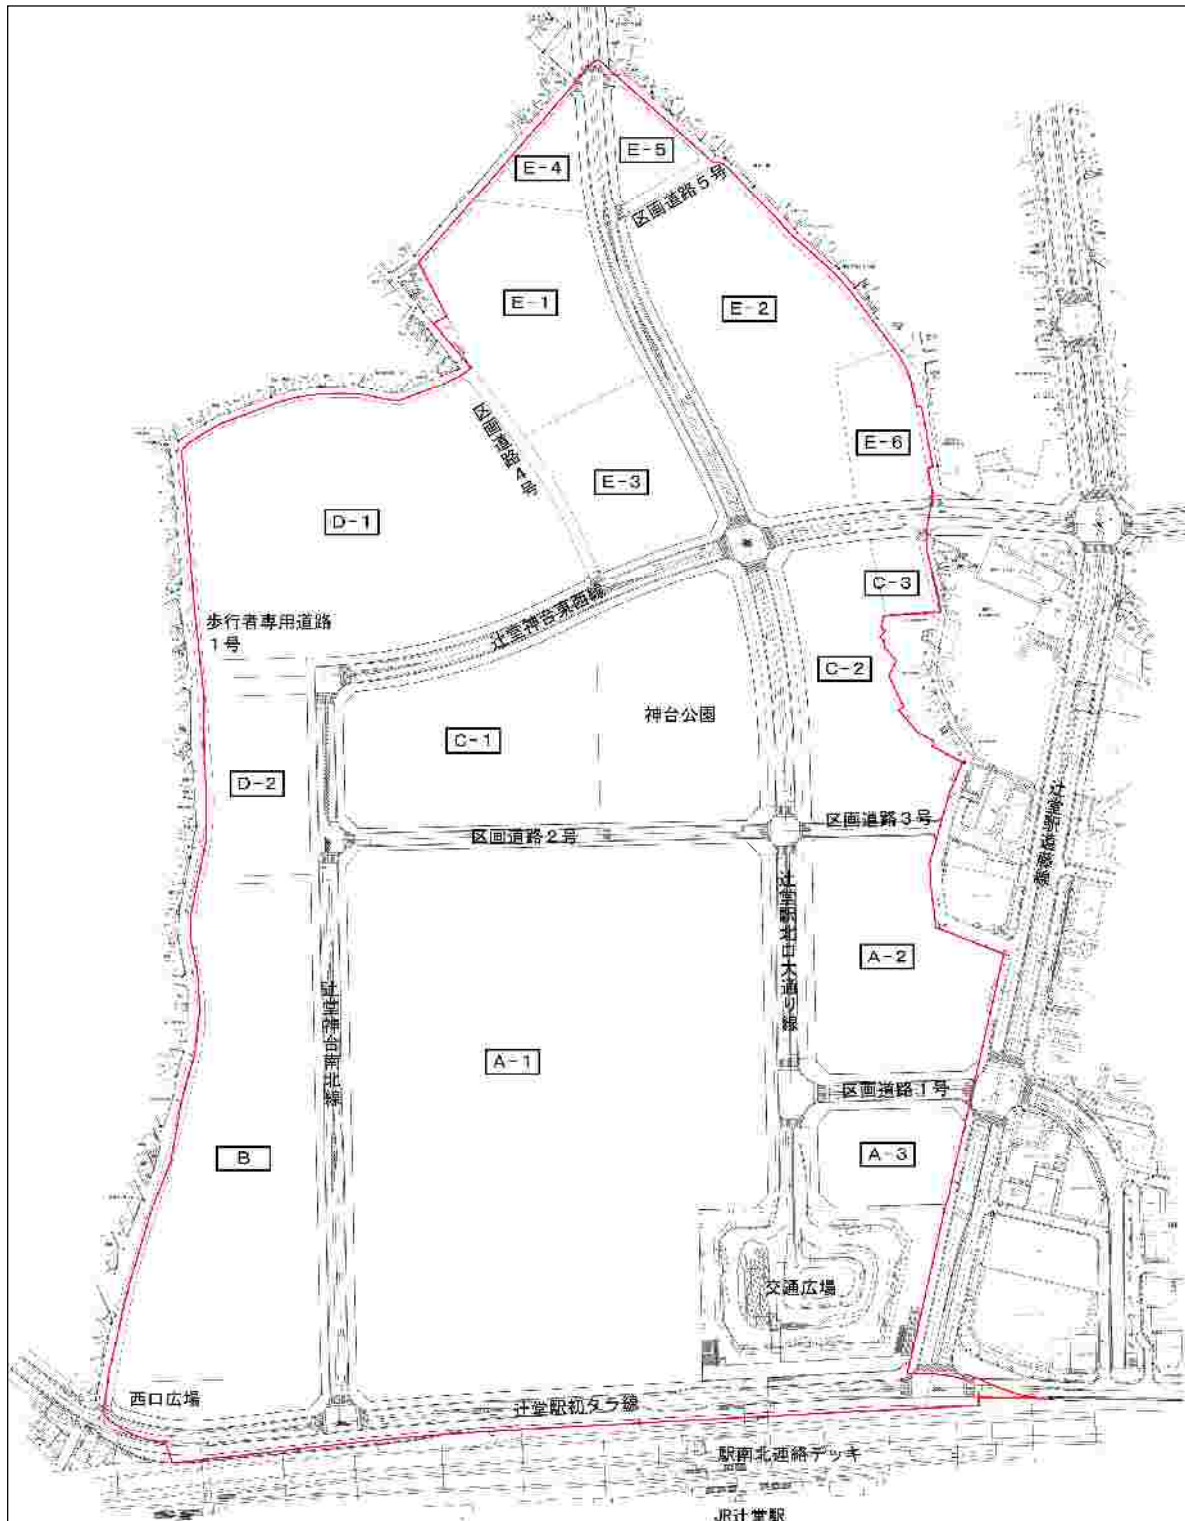 E-5
E-4
区画道路5号
E-1
E-2
区画道路4号
E-6
E-3
D-1
C-3
辻堂神台東西線
歩行者専用道路
1号
C-2
神台公園
C-1
D-2
辻堂駅遠藤線
区画道路3号
区画道路2号
辻堂駅北口大通り線
A-2
辻堂神台南北線
A-1
区画道路1号
B
A-3
交通広場
西口広場
辻堂駅初タラ線
駅南北連絡デッキ
JR辻堂駅